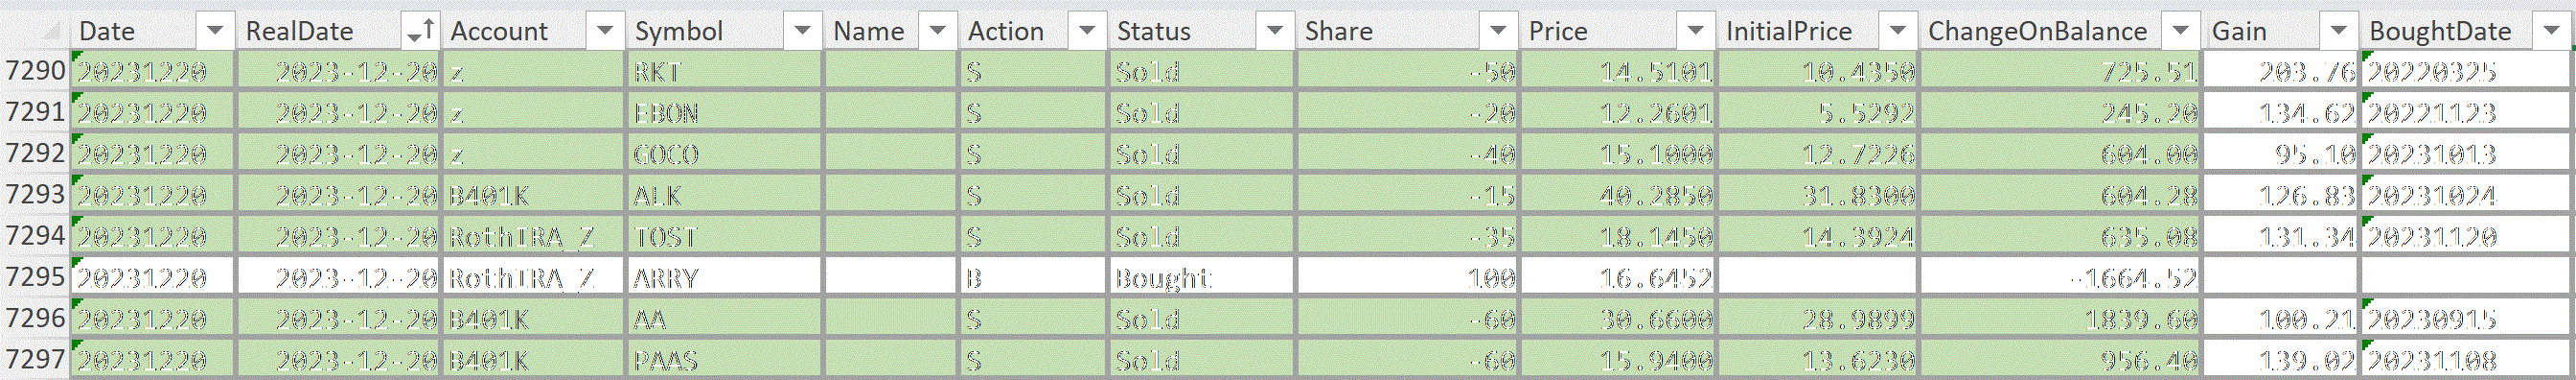 Date RealDate Account Symbol Name Action Status Share Price InitialPrice ChangeOnBalance Gain BoughtDate
7290 20231220 2023-12-20 z RKT S Sold -50 14.5101 10.4350 725.51 203.76 20220325
7291 20231220 2023-12-20 z EBON S Sold -20 12.2601 5.5292 245.20 134.62 20221123
7292 20231220 2023-12-20 z GOCO S Sold -40 15.1000 12.7226 604.00 95.10 20231013
7293 20231220 2023-12-20 B401K ALK S Sold -15 40.2850 31.8300 604.28 126.83 20231024
7294 20231220 2023-12-20 RothIRA_Z TOST S Sold -35 18.1450 14.3924 635.08 131.34 20231120
7295 20231220 2023-12-20 RothIRA_Z ARRY B Bought 100 16.6452 -1664.52
7296 20231220 2023-12-20 B401K AA S Sold -60 30.6600 28.9899 1839.60 100.21 20230915
7297 20231220 2023-12-20 B401K PAAS S Sold -60 15.9400 13.6230 956.40 139.02 20231108